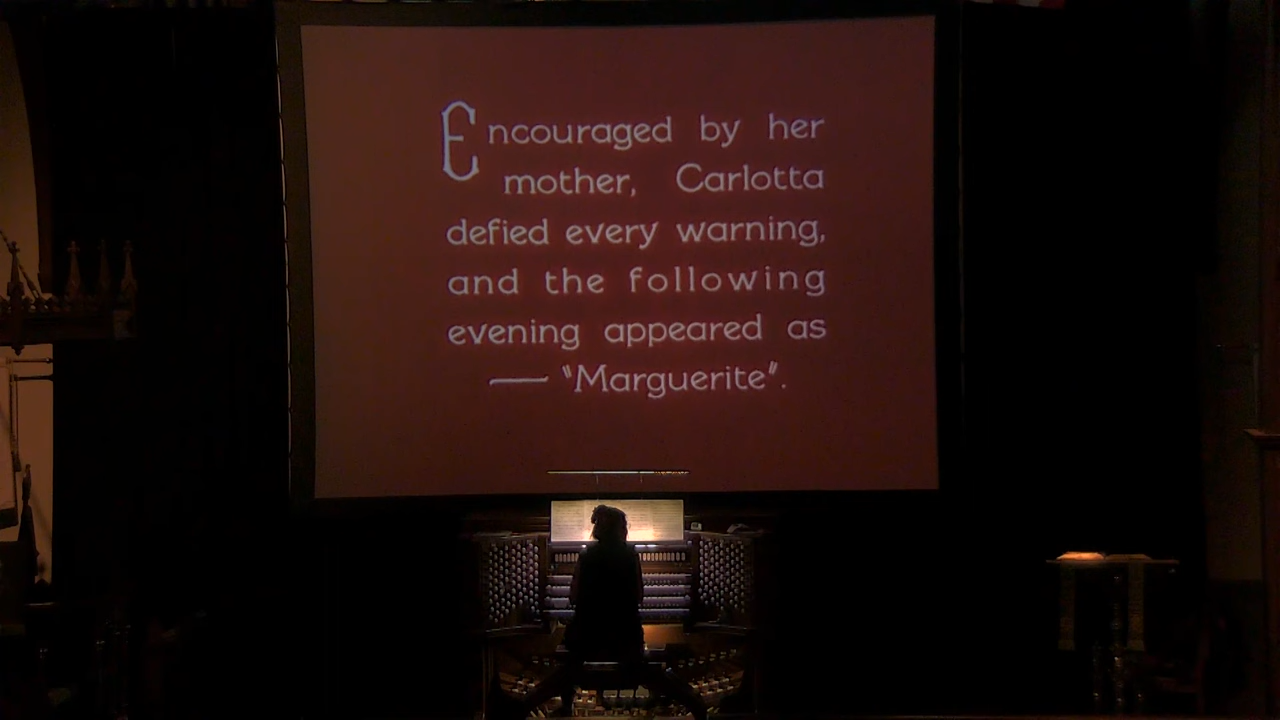 Encouraged by her
mother, Carlotta
defied every warning,
and the following
evening appeared as
— "Marguerite".